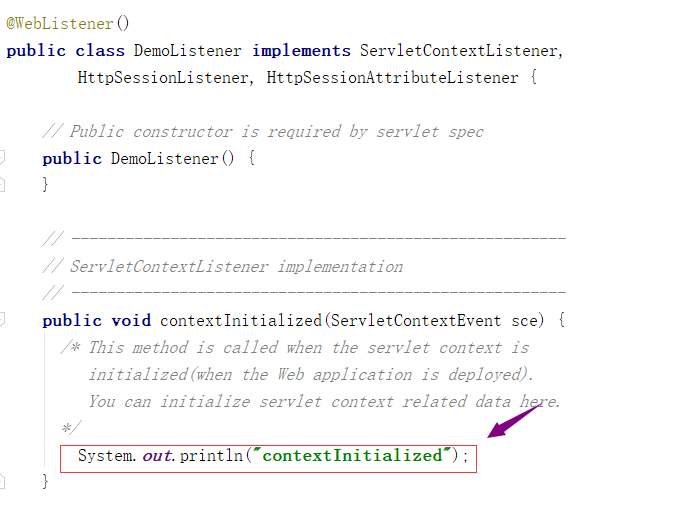 @WebListener()
public class DemoListener implements ServletContextListener,
HttpSessionListener, HttpSessionAttributeListener {
// Public constructor is required by servlet spec
public DemoListener() {
}
// -------------------------------------------------------
// ServletContextListener implementation
// -------------------------------------------------------
public void contextInitialized(ServletContextEvent sce) {
/* This method is called when the servlet context is
initialized(when the Web application is deployed).
You can initialize servlet context related data here.
*/
System.out.println("contextInitialized");
}